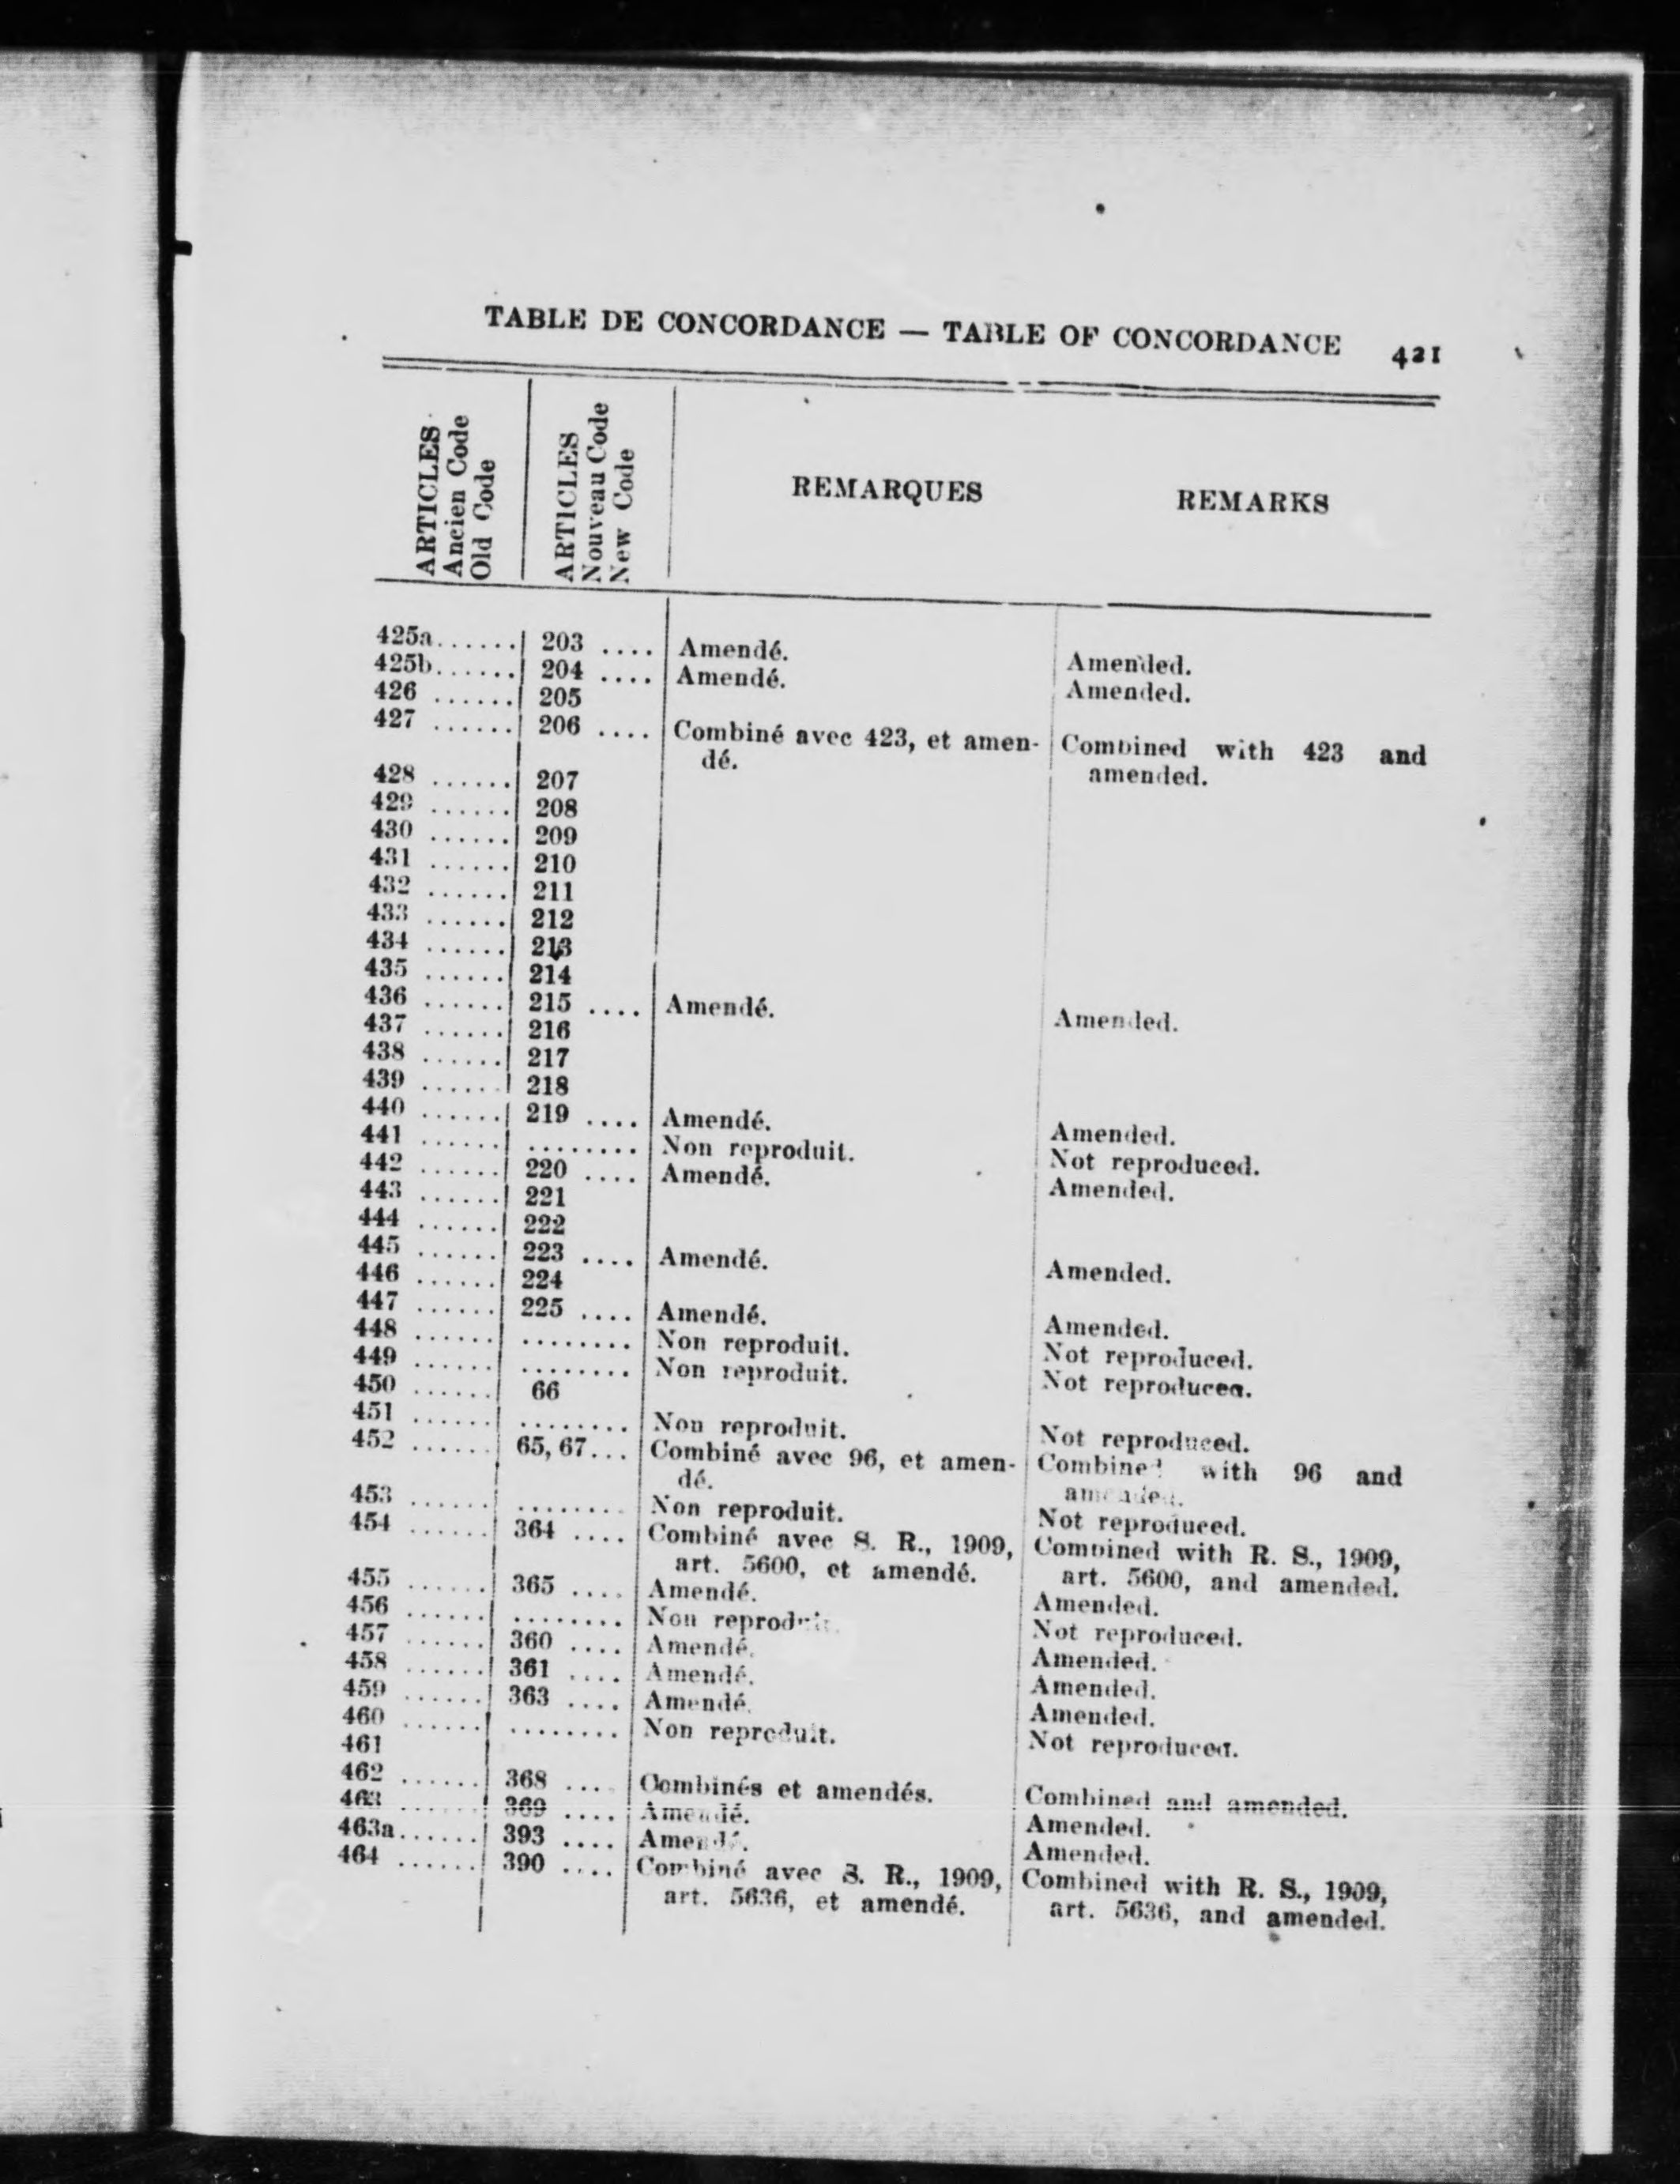 TABLE DE CONCORDANCE — TABLE OF CONCORDANCE 421
ARTICLES
Ancien Code
Old Code
ARTICLES
Nouveau Code
New Code
REMARQUES
REMARKS
425a...... 203 .... Amendé. Amended.
425b...... 204 .... Amendé. Amended.
426 ...... 205
427 ...... 206 .... Combiné avec 423, et amen- Combined with 423 and
dé. amended.
428 ...... 207
429 ...... 208
430 ...... 209
431 ...... 210
432 ...... 211
433 ...... 212
434 ...... 213
435 ...... 214
436 ...... 215 .... Amendé. Amended.
437 ...... 216
438 ...... 217
439 ...... 218
440 ...... 219 .... Amendé. Amended.
441 ...... ........ Non reproduit. Not reproduced.
442 ...... 220 .... Amendé. Amended.
443 ...... 221
444 ...... 222
445 ...... 223 .... Amendé. Amended.
446 ...... 224
447 ...... 225 .... Amendé. Amended.
448 ...... ........ Non reproduit. Not reproduced.
449 ...... ........ Non reproduit. Not reproduced.
450 ...... 66
451 ...... ........ Non reproduit. Not reproduced.
452 ...... 65, 67... Combiné avec 96, et amen- Combined with 96 and
dé. amended.
453 ...... ........ Non reproduit. Not reproduced.
454 ...... 364 .... Combiné avec S. R., 1909, Combined with R. S., 1909,
art. 5600, et amendé. art. 5600, and amended.
455 ...... 365 .... Amendé. Amended.
456 ...... ........ Non reproduit. Not reproduced.
457 ...... 360 .... Amendé. Amended.
458 ...... 361 .... Amendé. Amended.
459 ...... 363 .... Amendé. Amended.
460 ...... ........ Non reproduit. Not reproduced.
461
462 ...... 368 .... Combinés et amendés. Combined and amended.
463 ...... 369 .... Amendé. Amended.
463a...... 393 .... Amendé. Amended.
464 ...... 390 .... Combiné avec S. R., 1909, Combined with R. S., 1909,
art. 5636, et amendé. art. 5636, and amended.